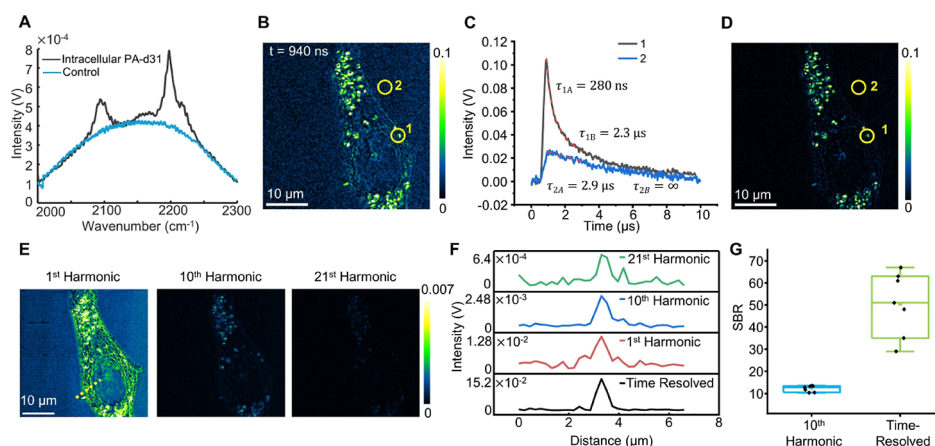 A
×10⁻⁴
Intracellular PA-d31
Control
Intensity (V)
8
7
6
5
4
3
2
1
0
2000
2100
2200
2300
Wavenumber (cm⁻¹)
B
t = 940 ns
2
1
10 µm
0.1
0
C
0.12
0.10
0.08
0.06
0.04
0.02
0.00
-0.02
Intensity (V)
1
2
τ1A = 280 ns
τ1B = 2.3 µs
τ2A = 2.9 µs
τ2B = ∞
0
2
4
6
8
10
Time (µs)
D
2
1
10 µm
0.1
0
E
1st Harmonic
10th Harmonic
21st Harmonic
10 µm
0.007
0
F
Intensity (V)
6.4 ×10⁻⁴
21st Harmonic
0
2.48 ×10⁻³
10th Harmonic
0
1.28 ×10⁻²
1st Harmonic
0
15.2 ×10⁻²
Time Resolved
0
0
2
4
6
Distance (µm)
G
SBR
70
60
50
40
30
20
10
10th
Harmonic
Time-
Resolved